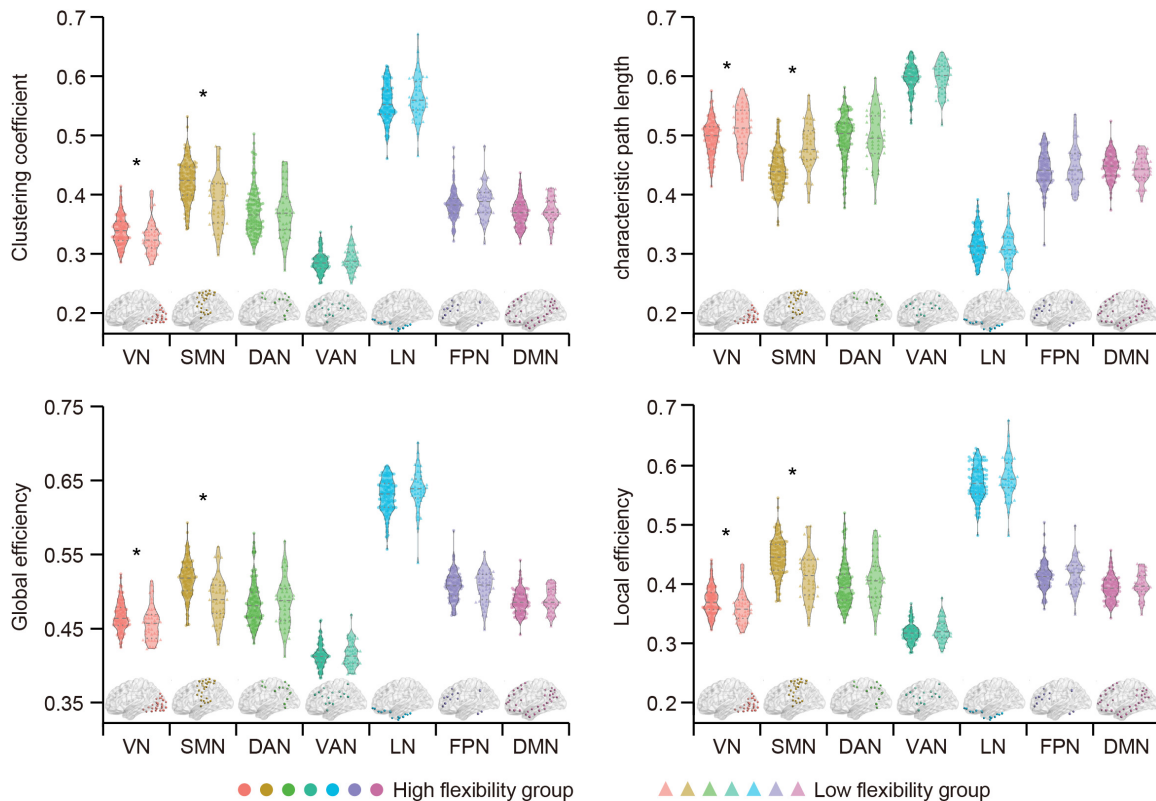 Clustering coefficient
0.7
0.6
0.5
0.4
0.3
0.2
* *
VN SMN DAN VAN LN FPN DMN
characteristic path length
0.7
0.6
0.5
0.4
0.3
0.2
* *
VN SMN DAN VAN LN FPN DMN
Global efficiency
0.75
0.65
0.55
0.45
0.35
* *
VN SMN DAN VAN LN FPN DMN
Local efficiency
0.7
0.6
0.5
0.4
0.3
0.2
* *
VN SMN DAN VAN LN FPN DMN
High flexibility group
Low flexibility group